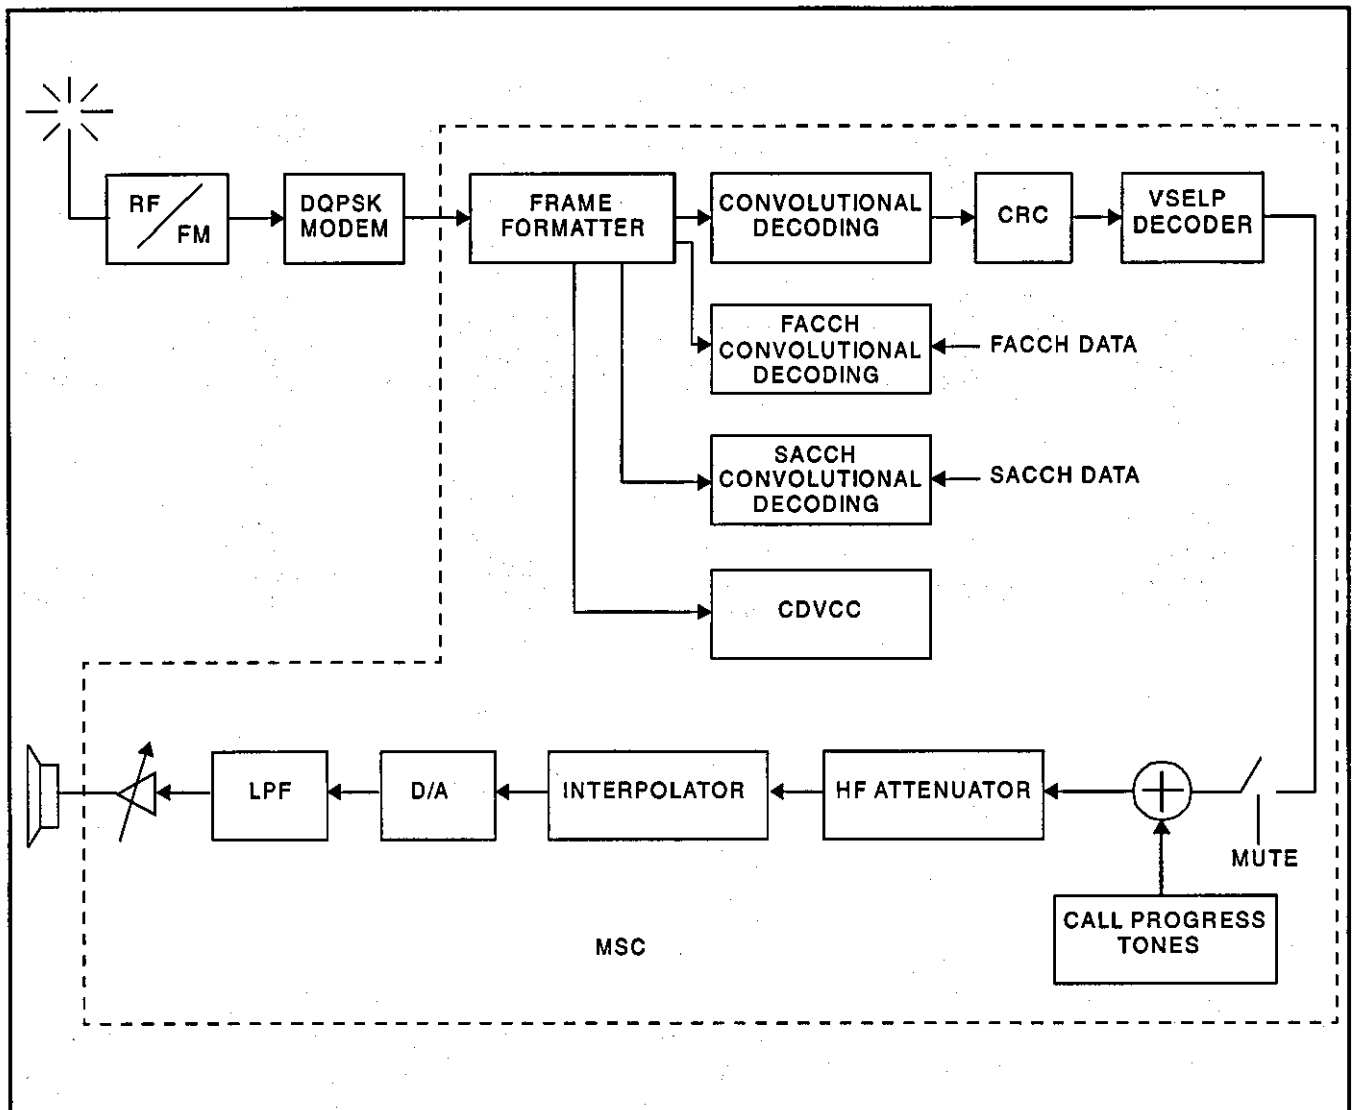 RF
FM
DQPSK
MODEM
FRAME
FORMATTER
CONVOLUTIONAL
DECODING
CRC
VSELP
DECODER
FACCH
CONVOLUTIONAL
DECODING
FACCH DATA
SACCH
CONVOLUTIONAL
DECODING
SACCH DATA
CDVCC
LPF
D/A
INTERPOLATOR
HF ATTENUATOR
MUTE
CALL PROGRESS
TONES
MSC